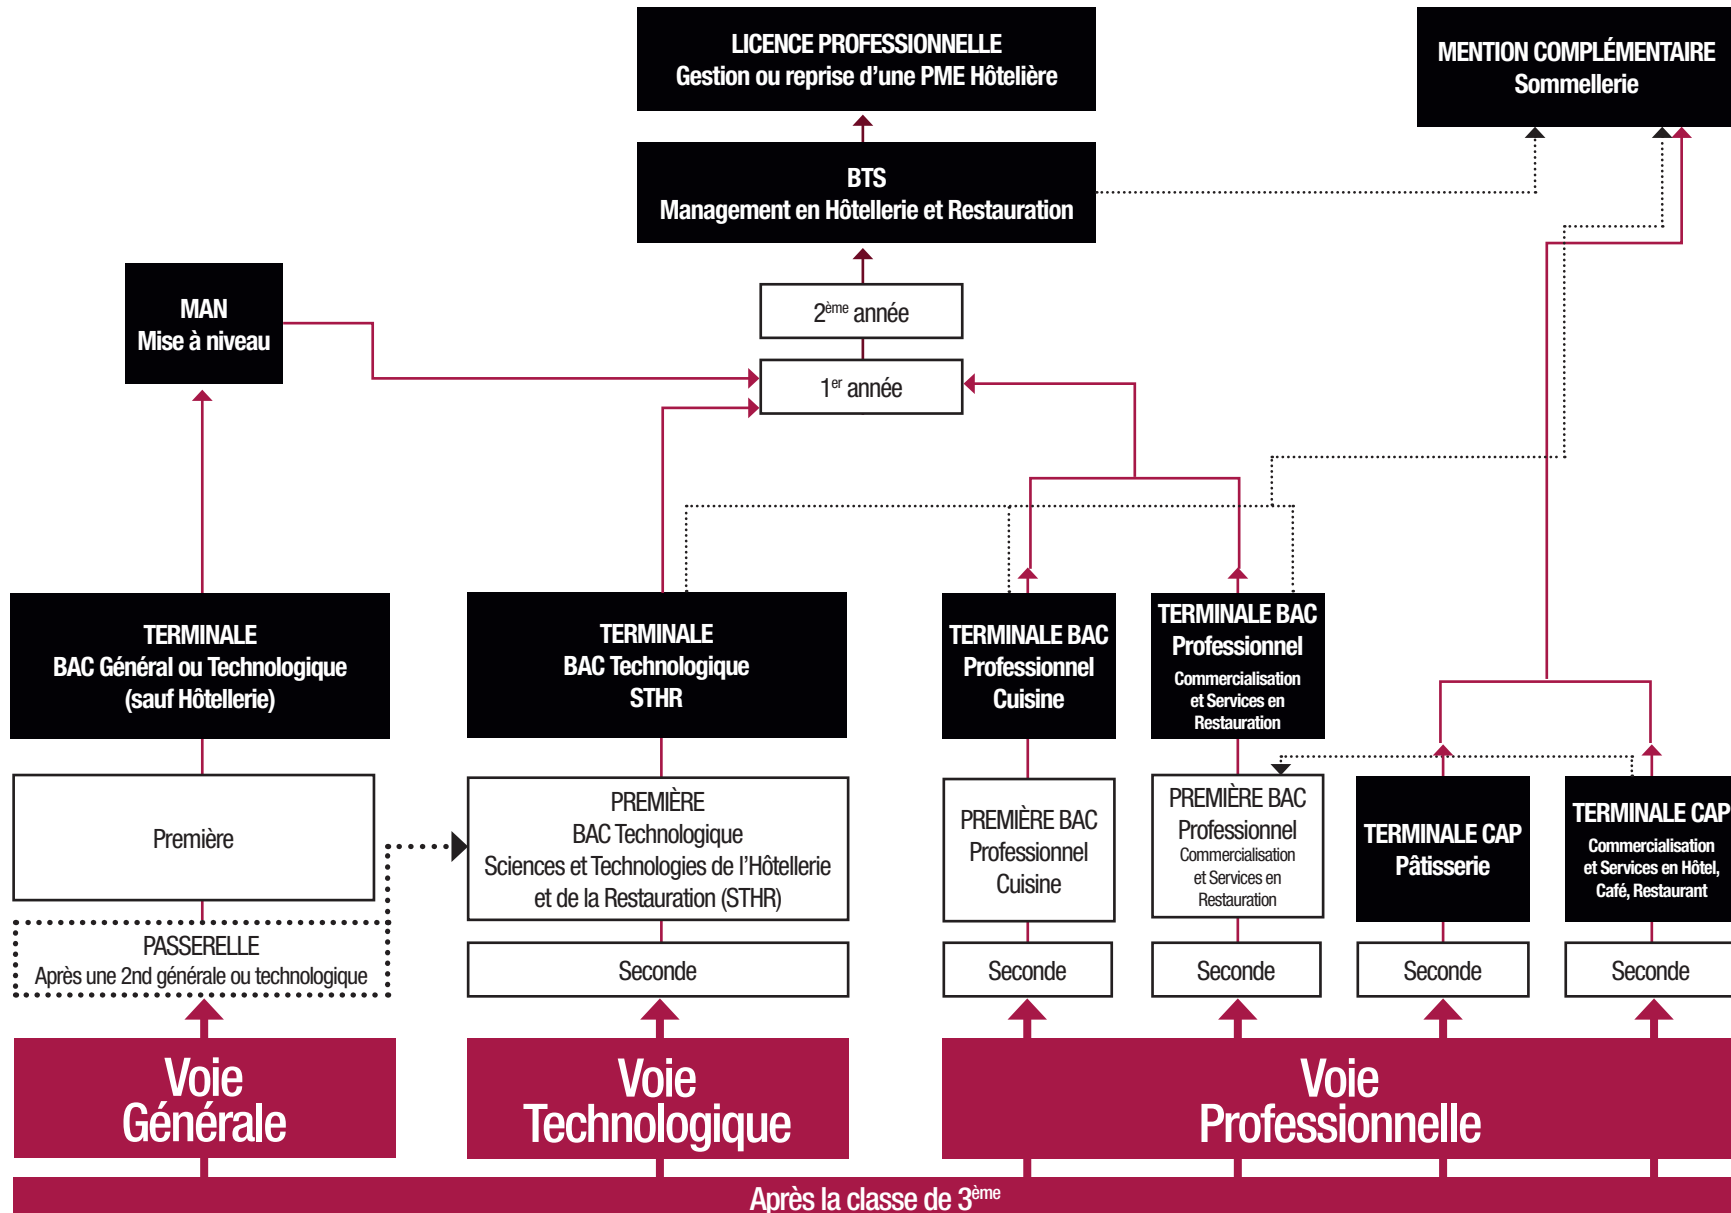 LICENCE PROFESSIONNELLE
Gestion ou reprise d’une PME Hôtelière
MENTION COMPLÉMENTAIRE
Sommellerie
BTS
Management en Hôtellerie et Restauration
MAN
Mise à niveau
2ème année
1er année
TERMINALE
BAC Général ou Technologique
(sauf Hôtellerie)
TERMINALE
BAC Technologique
STHR
TERMINALE BAC
Professionnel
Cuisine
TERMINALE BAC
Professionnel
Commercialisation
et Services en
Restauration
Première
PREMIÈRE
BAC Technologique
Sciences et Technologies de l’Hôtellerie
et de la Restauration (STHR)
PREMIÈRE BAC
Professionnel
Cuisine
PREMIÈRE BAC
Professionnel
Commercialisation
et Services en
Restauration
TERMINALE CAP
Pâtisserie
TERMINALE CAP
Commercialisation
et Services en Hôtel,
Café, Restaurant
PASSERELLE
Après une 2nd générale ou technologique
Seconde
Seconde
Seconde
Seconde
Seconde
Voie
Générale
Voie
Technologique
Voie
Professionnelle
Après la classe de 3ème